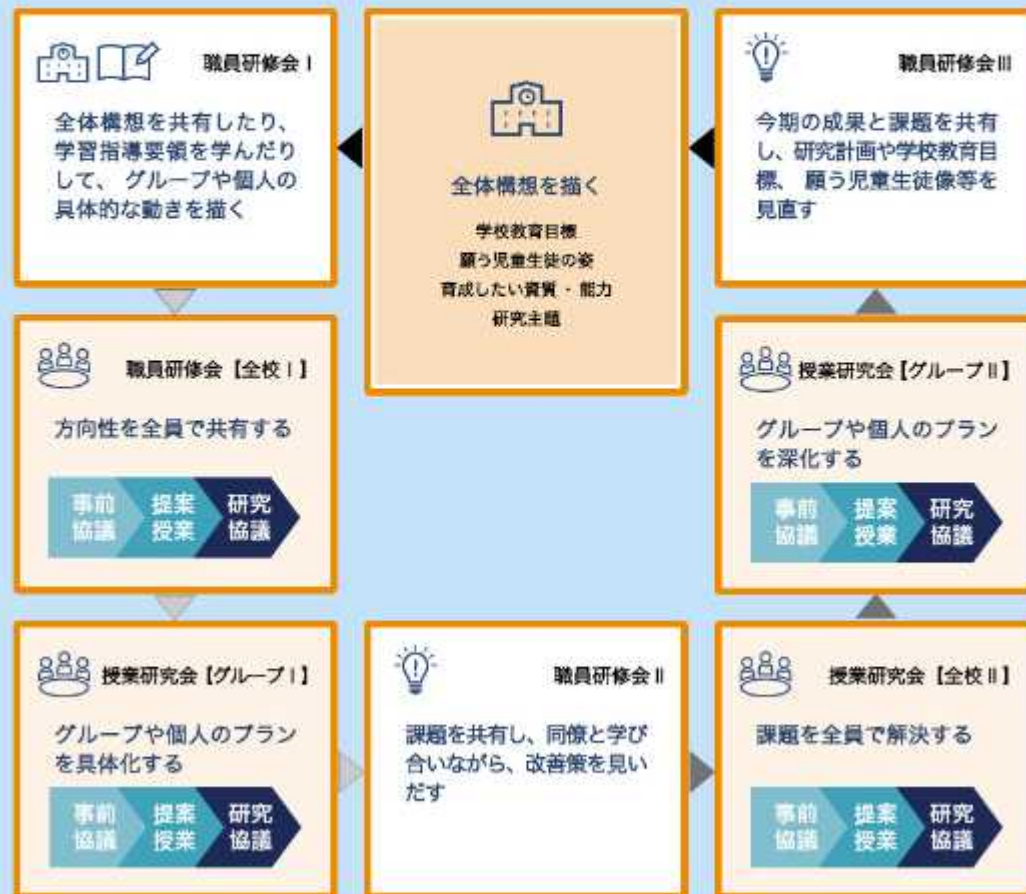 職員研修会Ⅰ
全体構想を共有したり、
学習指導要領を学んだり
して、 グループや個人の
具体的な動きを描く
全体構想を描く
学校教育目標
願う児童生徒の姿
育成したい資質・能力
研究主題
職員研修会Ⅲ
今期の成果と課題を共有
し、研究計画や学校教育目
標、 願う児童生徒像等を
見直す
職員研修会【全校Ⅰ】
方向性を全員で共有する
事前
協議
提案
授業
研究
協議
授業研究会【グループⅡ】
グループや個人のプラン
を深化する
事前
協議
提案
授業
研究
協議
授業研究会【グループⅠ】
グループや個人のプラン
を具体化する
事前
協議
提案
授業
研究
協議
職員研修会Ⅱ
課題を共有し、同僚と学び
合いながら、改善策を見い
だす
授業研究会【全校Ⅱ】
課題を全員で解決する
事前
協議
提案
授業
研究
協議